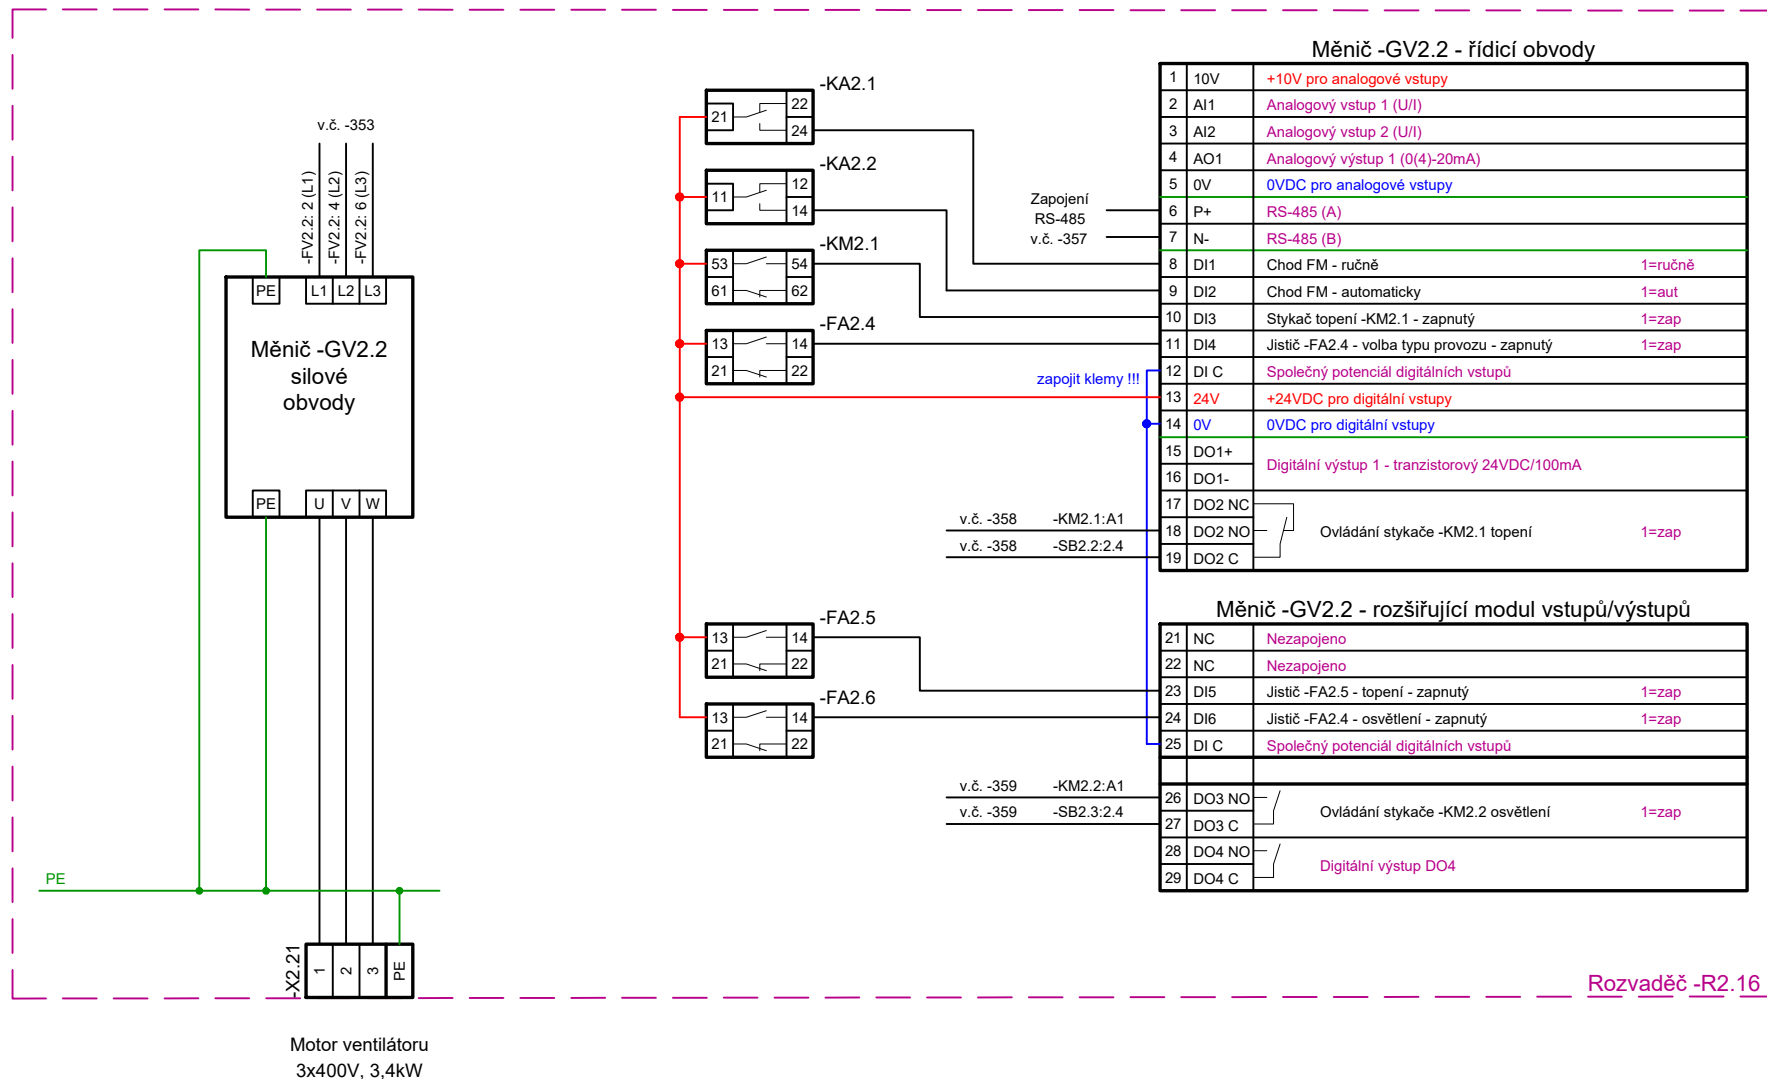 Měnič -GV2.2 - řídicí obvody
1 10V +10V pro analogové vstupy
2 AI1 Analogový vstup 1 (U/I)
3 AI2 Analogový vstup 2 (U/I)
4 AO1 Analogový výstup 1 (0(4)-20mA)
5 0V 0VDC pro analogové vstupy
6 P+ RS-485 (A)
7 N- RS-485 (B)
8 DI1 Chod FM - ručně 1=ručně
9 DI2 Chod FM - automaticky 1=aut
10 DI3 Stykač topení -KM2.1 - zapnutý 1=zap
11 DI4 Jistič -FA2.4 - volba typu provozu - zapnutý 1=zap
12 DI C Společný potenciál digitálních vstupů
13 24V +24VDC pro digitální vstupy
14 0V 0VDC pro digitální vstupy
15 DO1+
Digitální výstup 1 - tranzistorový 24VDC/100mA
16 DO1-
17 DO2 NC
18 DO2 NO Ovládání stykače -KM2.1 topení 1=zap
19 DO2 C
-KA2.1
21 22
24
-KA2.2
11 12
14
-KM2.1
53 54
61 62
-FA2.4
13 14
21 22
Zapojení
RS-485
v.č. -357
zapojit klemy !!!
v.č. -358 -KM2.1:A1
v.č. -358 -SB2.2:2.4
v.č. -353
-FV2.2: 2 (L1)
-FV2.2: 4 (L2)
-FV2.2: 6 (L3)
PE L1 L2 L3
Měnič -GV2.2
silové
obvody
PE U V W
-FA2.5
13 14
21 22
-FA2.6
13 14
21 22
Měnič -GV2.2 - rozšiřující modul vstupů/výstupů
21 NC Nezapojeno
22 NC Nezapojeno
23 DI5 Jistič -FA2.5 - topení - zapnutý 1=zap
24 DI6 Jistič -FA2.4 - osvětlení - zapnutý 1=zap
25 DI C Společný potenciál digitálních vstupů
26 DO3 NO
Ovládání stykače -KM2.2 osvětlení 1=zap
27 DO3 C
28 DO4 NO
Digitální výstup DO4
29 DO4 C
v.č. -359 -KM2.2:A1
v.č. -359 -SB2.3:2.4
PE
-X2.21
1 2 3 PE
Rozvaděč -R2.16
Motor ventilátoru
3x400V, 3,4kW